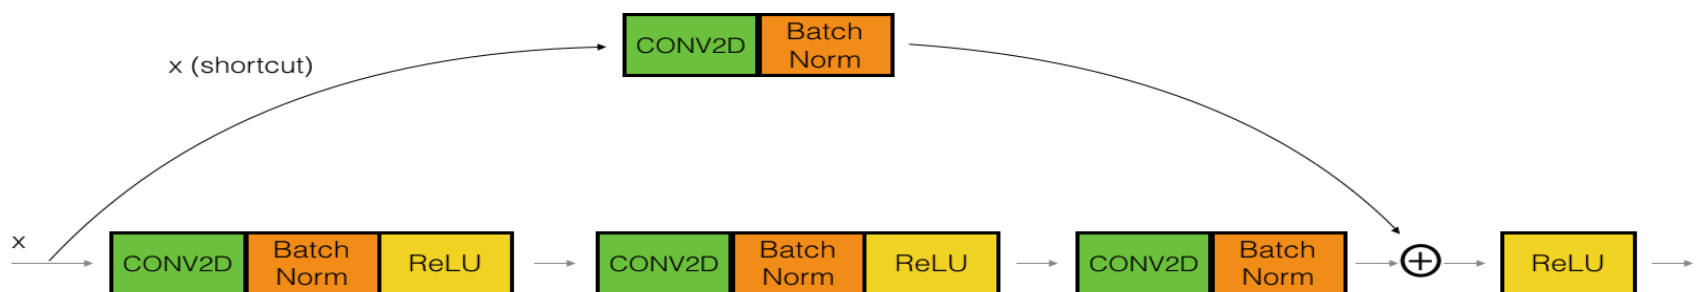 CONV2D
Batch
Norm
x (shortcut)
x
CONV2D
Batch
Norm
ReLU
CONV2D
Batch
Norm
ReLU
CONV2D
Batch
Norm
ReLU